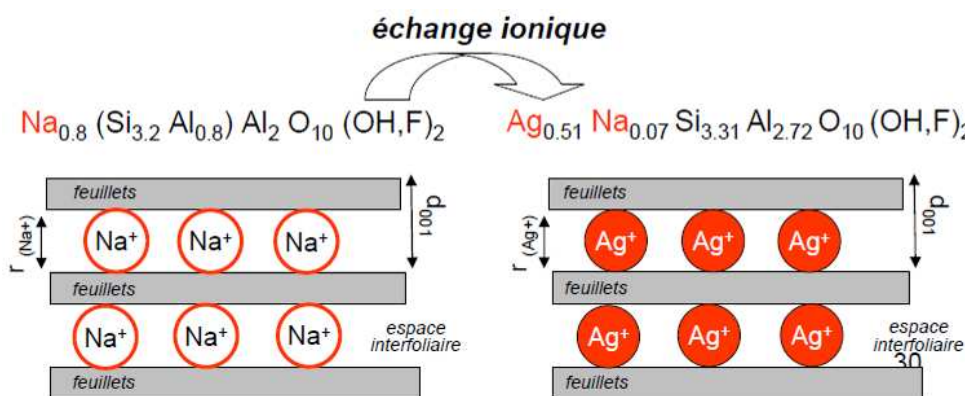 échange ionique
Na0.8 (Si3.2 Al0.8) Al2 O10 (OH,F)2
Ag0.51 Na0.07 Si3.31 Al2.72 O10 (OH,F)2
feuillets
r (Na+)
Na+ Na+ Na+
d001
feuillets
Na+ Na+ Na+
espace
interfoliaire
feuillets
feuillets
r (Ag+)
Ag+ Ag+ Ag+
d001
feuillets
Ag+ Ag+ Ag+
espace
interfoliaire
30
feuillets